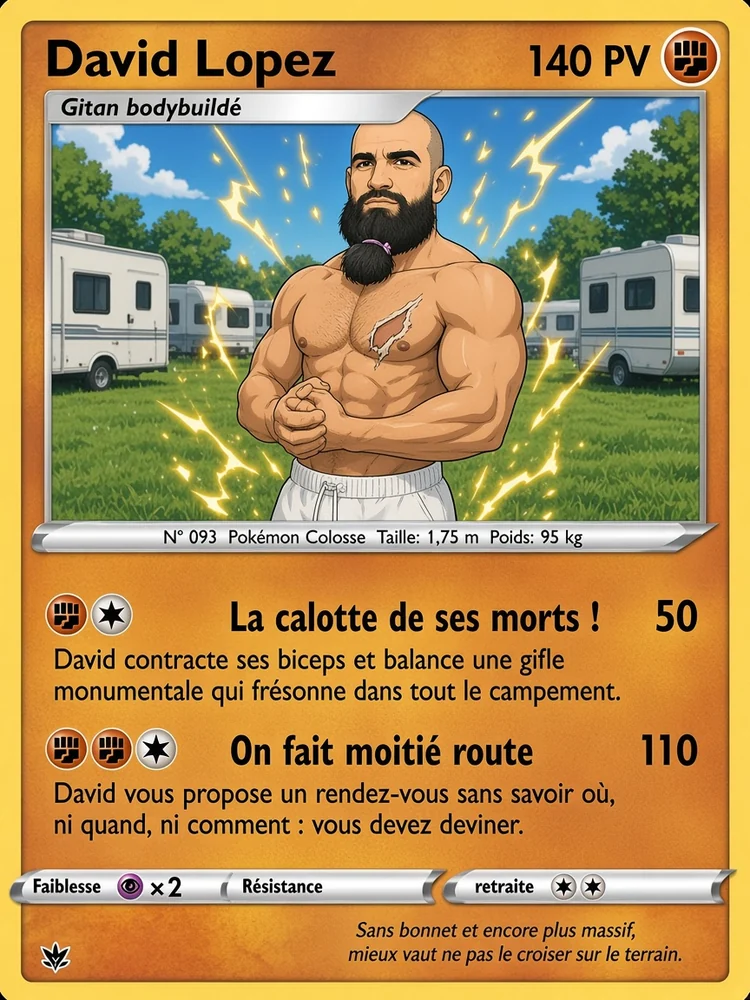 David Lopez
140 PV
Gitan bodybuildé
N° 093 Pokémon Colosse Taille: 1,75 m Poids: 95 kg
La calotte de ses morts ! 50
David contracte ses biceps et balance une gifle
monumentale qui frésonne dans tout le campement.
On fait moitié route 110
David vous propose un rendez-vous sans savoir où,
ni quand, ni comment : vous devez deviner.
Faiblesse ×2 Résistance retraite
Sans bonnet et encore plus massif,
mieux vaut ne pas le croiser sur le terrain.